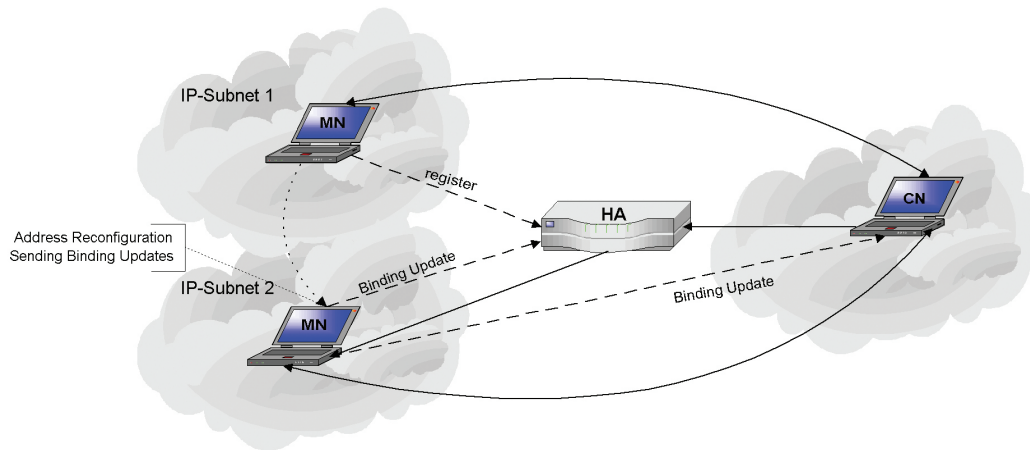 IP-Subnet 1
MN
register
HA
CN
Address Reconfiguration
Sending Binding Updates
IP-Subnet 2
Binding Update
Binding Update
MN